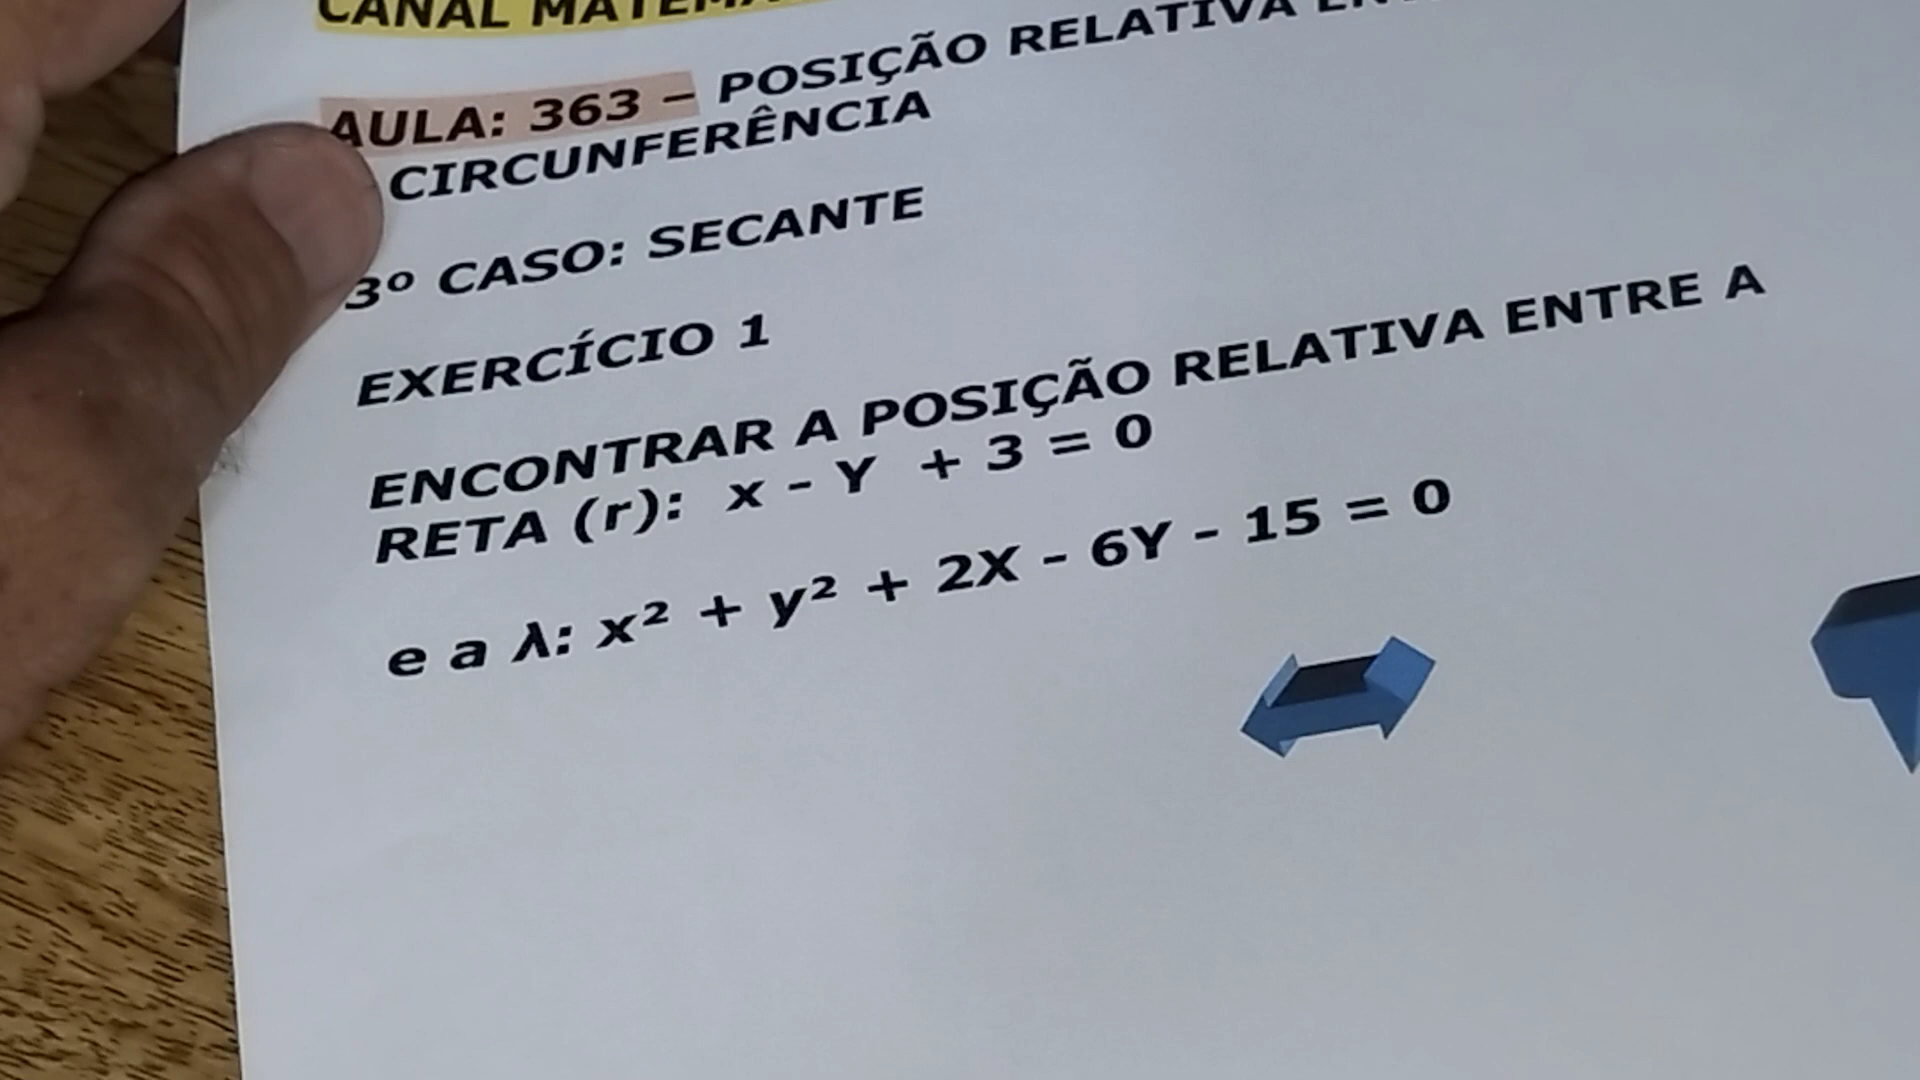 CANAL
AULA: 363 – POSIÇÃO RELATIVA
CIRCUNFERÊNCIA
3º CASO: SECANTE
EXERCÍCIO 1
ENCONTRAR A POSIÇÃO RELATIVA ENTRE A
RETA (r): x - Y + 3 = 0
e a λ: x² + y² + 2X - 6Y - 15 = 0